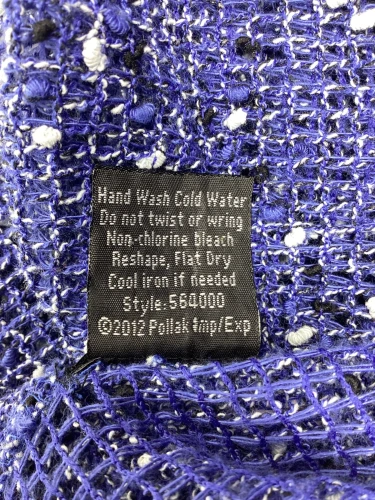 Hand Wash Cold Water
Do not twist or wring
Non-chlorine bleach
Reshape, Flat Dry
Cool iron if needed
Style:564000
©2012 Pollak Imp/Exp